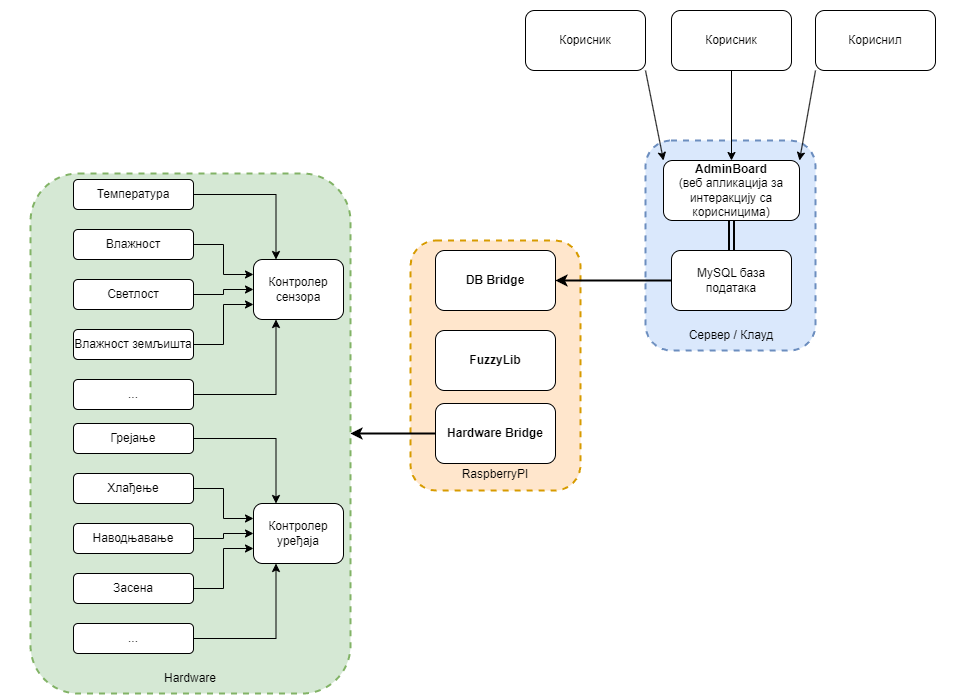 Корисник
Корисник
Кориснил
AdminBoard
(веб апликација за
интеракцију са
корисницима)
MySQL база
података
Сервер / Клауд
DB Bridge
FuzzyLib
Hardware Bridge
RaspberryPI
Температура
Влажност
Светлост
Влажност земљишта
...
Контролер
сензора
Грејање
Хлађење
Наводњавање
Засена
...
Контролер
уређаја
Hardware